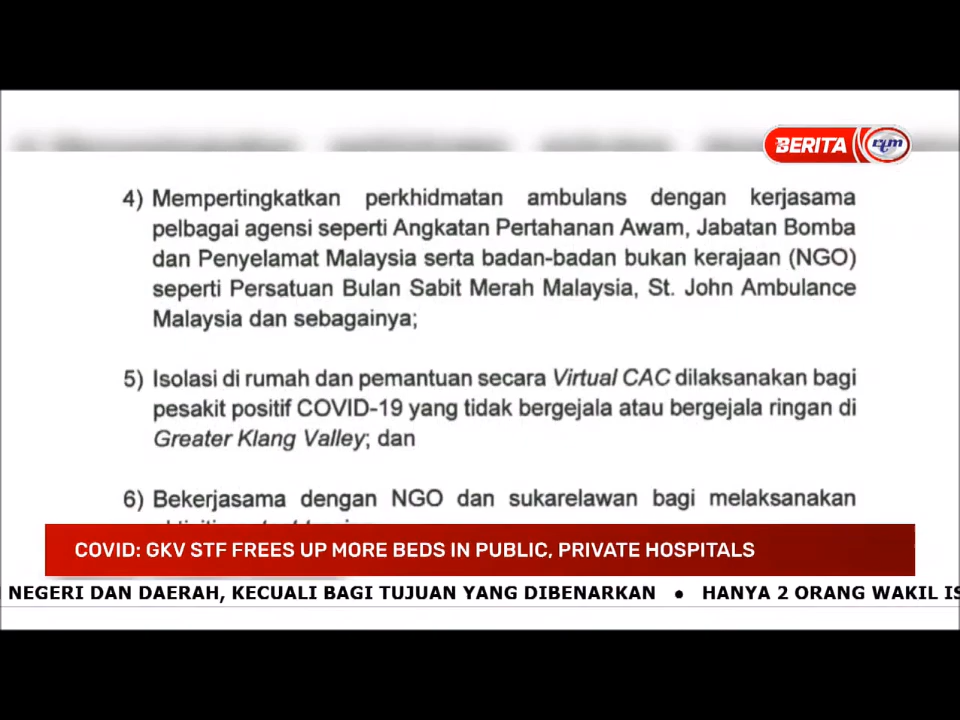 BERITA rtm
4) Mempertingkatkan perkhidmatan ambulans dengan kerjasama
pelbagai agensi seperti Angkatan Pertahanan Awam, Jabatan Bomba
dan Penyelamat Malaysia serta badan-badan bukan kerajaan (NGO)
seperti Persatuan Bulan Sabit Merah Malaysia, St. John Ambulance
Malaysia dan sebagainya;
5) Isolasi di rumah dan pemantuan secara Virtual CAC dilaksanakan bagi
pesakit positif COVID-19 yang tidak bergejala atau bergejala ringan di
Greater Klang Valley; dan
6) Bekerjasama dengan NGO dan sukarelawan bagi melaksanakan
COVID: GKV STF FREES UP MORE BEDS IN PUBLIC, PRIVATE HOSPITALS
NEGERI DAN DAERAH, KECUALI BAGI TUJUAN YANG DIBENARKAN ● HANYA 2 ORANG WAKIL IS